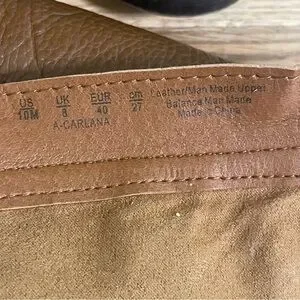 US UK EUR cm Leather/Man Made Upper
10M 8 40 27 Balance Man Made
A-CARLANA Made in China